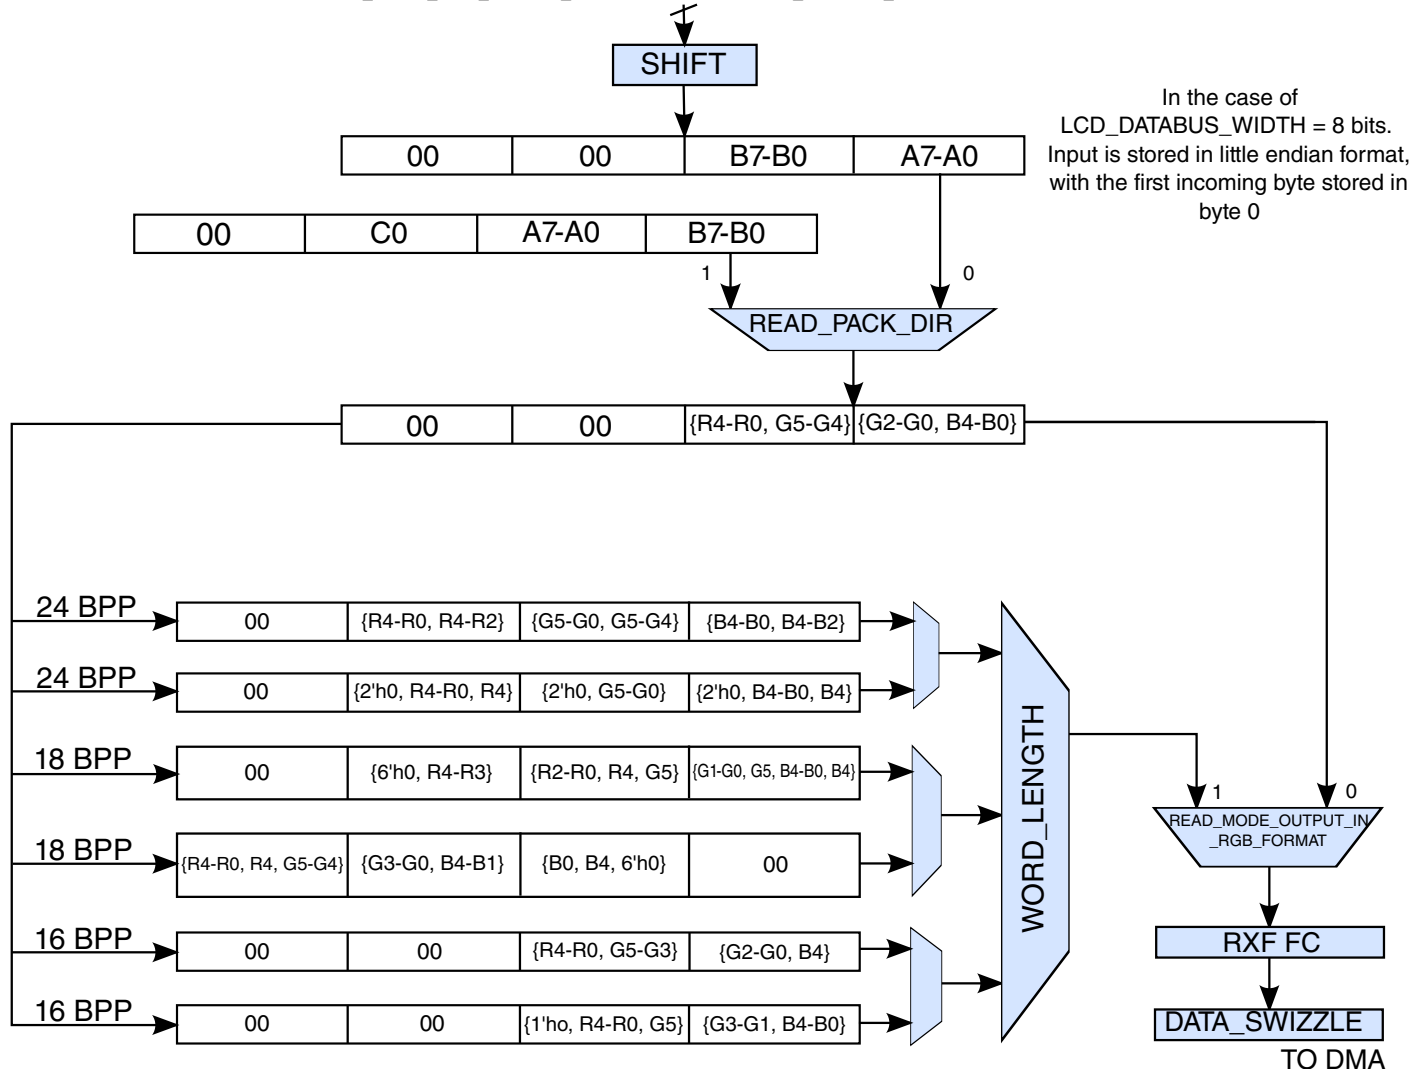 SHIFT
In the case of
LCD_DATABUS_WIDTH = 8 bits.
Input is stored in little endian format,
with the first incoming byte stored in
byte 0
00 00 B7-B0 A7-A0
00 C0 A7-A0 B7-B0
1 0
READ_PACK_DIR
00 00 {R4-R0, G5-G4} {G2-G0, B4-B0}
24 BPP 00 {R4-R0, R4-R2} {G5-G0, G5-G4} {B4-B0, B4-B2}
24 BPP 00 {2'h0, R4-R0, R4} {2'h0, G5-G0} {2'h0, B4-B0, B4}
18 BPP 00 {6'h0, R4-R3} {R2-R0, R4, G5} {G1-G0, G5, B4-B0, B4}
18 BPP {R4-R0, R4, G5-G4} {G3-G0, B4-B1} {B0, B4, 6'h0} 00
16 BPP 00 00 {R4-R0, G5-G3} {G2-G0, B4}
16 BPP 00 00 {1'ho, R4-R0, G5} {G3-G1, B4-B0}
WORD_LENGTH
1 0
READ_MODE_OUTPUT_IN
_RGB_FORMAT
RXF FC
DATA_SWIZZLE
TO DMA